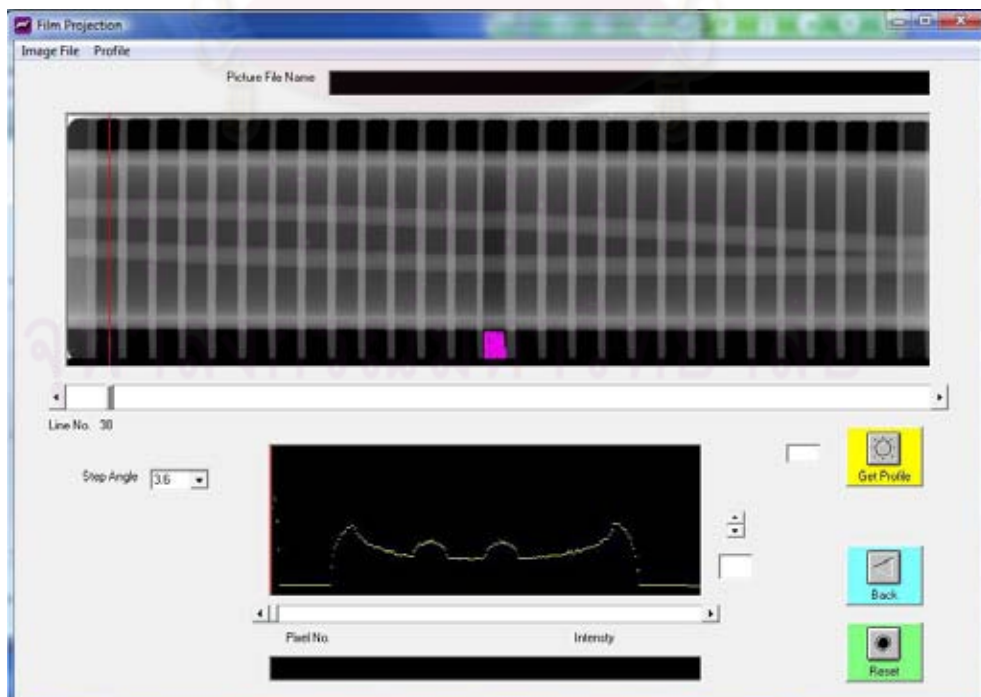 Film Projection
Image File Profile
Picture File Name
Line No. 30
Step Angle 3.6
Get Profile
Back
Pixel No. Intensity
Reset